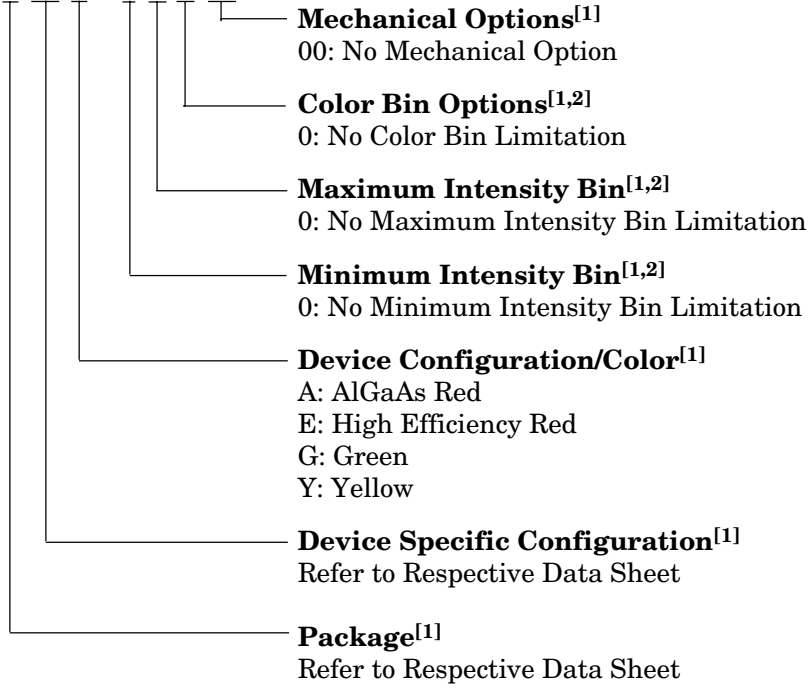 Mechanical Options[1]
00: No Mechanical Option
Color Bin Options[1,2]
0: No Color Bin Limitation
Maximum Intensity Bin[1,2]
0: No Maximum Intensity Bin Limitation
Minimum Intensity Bin[1,2]
0: No Minimum Intensity Bin Limitation
Device Configuration/Color[1]
A: AlGaAs Red
E: High Efficiency Red
G: Green
Y: Yellow
Device Specific Configuration[1]
Refer to Respective Data Sheet
Package[1]
Refer to Respective Data Sheet